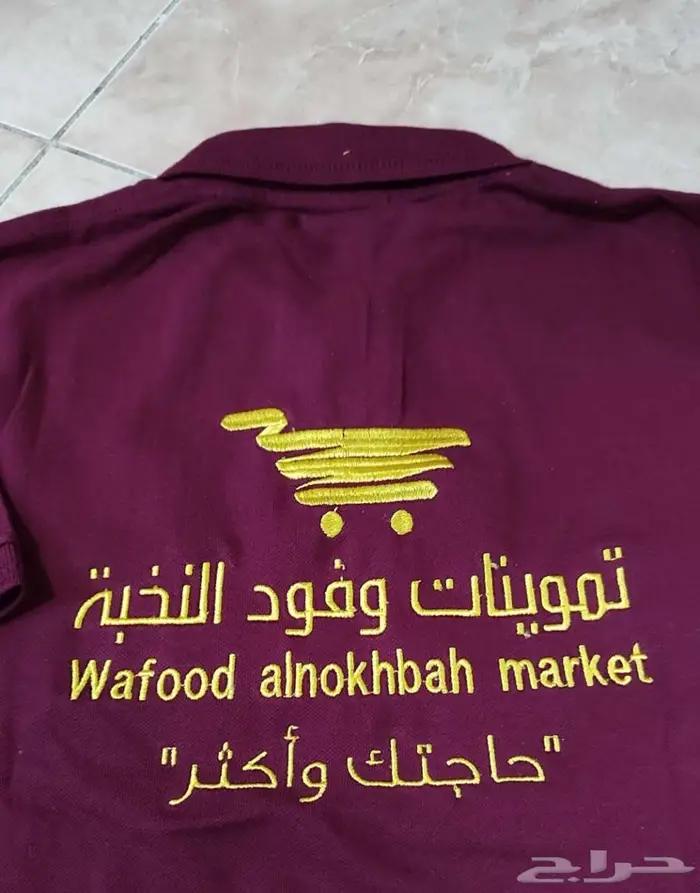 تموينات وفود النخبة
Wafood alnokhbah market
"حاجتك وأكثر"
حراج